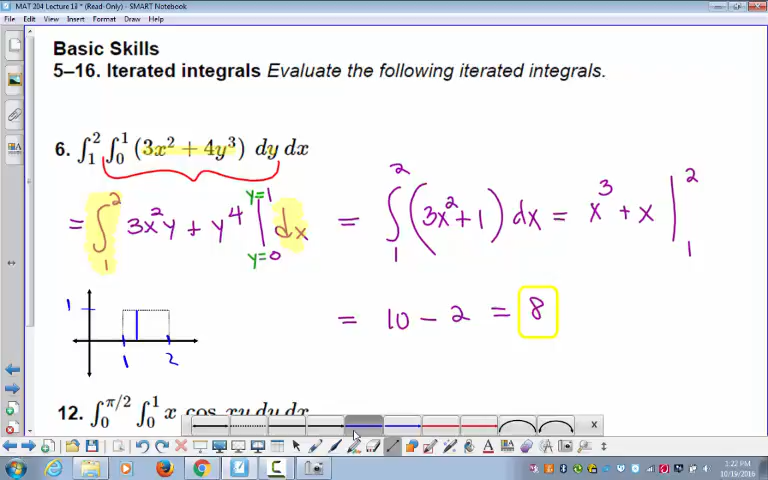 MAT 204 Lecture 13 * (Read-Only) - SMART Notebook
File Edit View Insert Format Draw Window Help
Basic Skills
5–16. Iterated integrals Evaluate the following iterated integrals.
6. ∫₁² ∫₀¹ (3x² + 4y³) dy dx
= ∫₁² 3x²y + y⁴ |_{y=0}^{y=1} dx = ∫₁² (3x² + 1) dx = x³ + x |₁²
= 10 − 2 = 8
1
1 2
12. ∫₀^{π/2} ∫₀¹ x cos xy dy dx
x
1:22 PM
10/19/2016